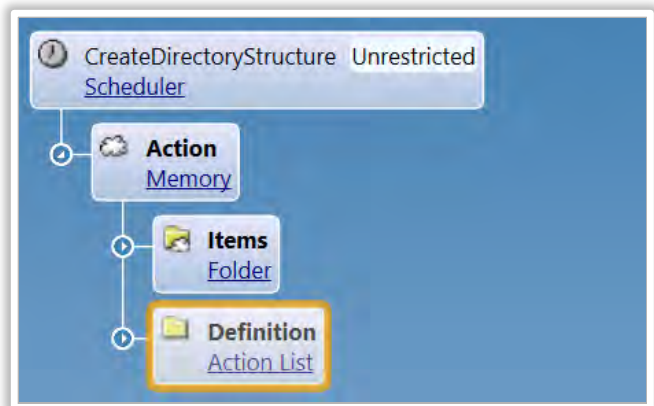 CreateDirectoryStructure Unrestricted
Scheduler
Action
Memory
Items
Folder
Definition
Action List